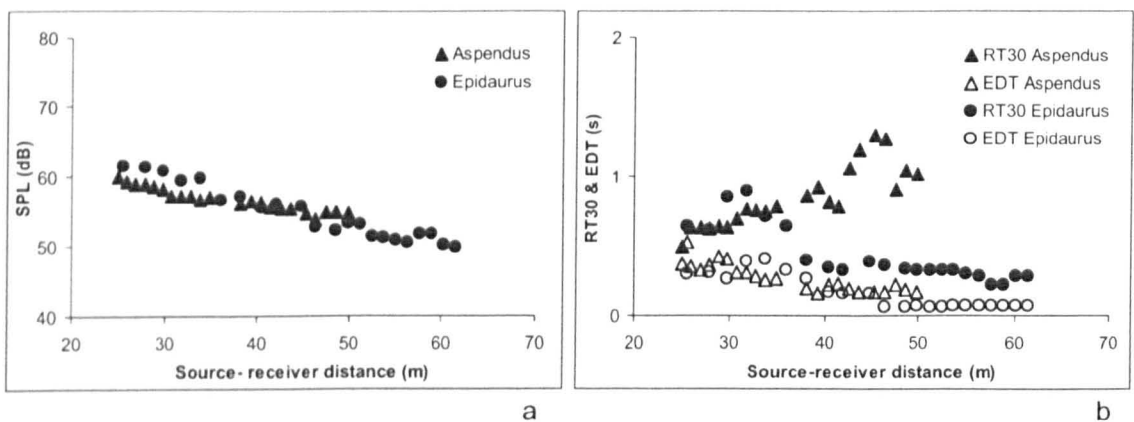 80
70
60
50
40
SPL (dB)
Aspendus
Epidaurus
20 30 40 50 60 70
Source- receiver distance (m)
a
2
1
0
RT30 & EDT (s)
RT30 Aspendus
EDT Aspendus
RT30 Epidaurus
EDT Epidaurus
20 30 40 50 60 70
Source-receiver distance (m)
b